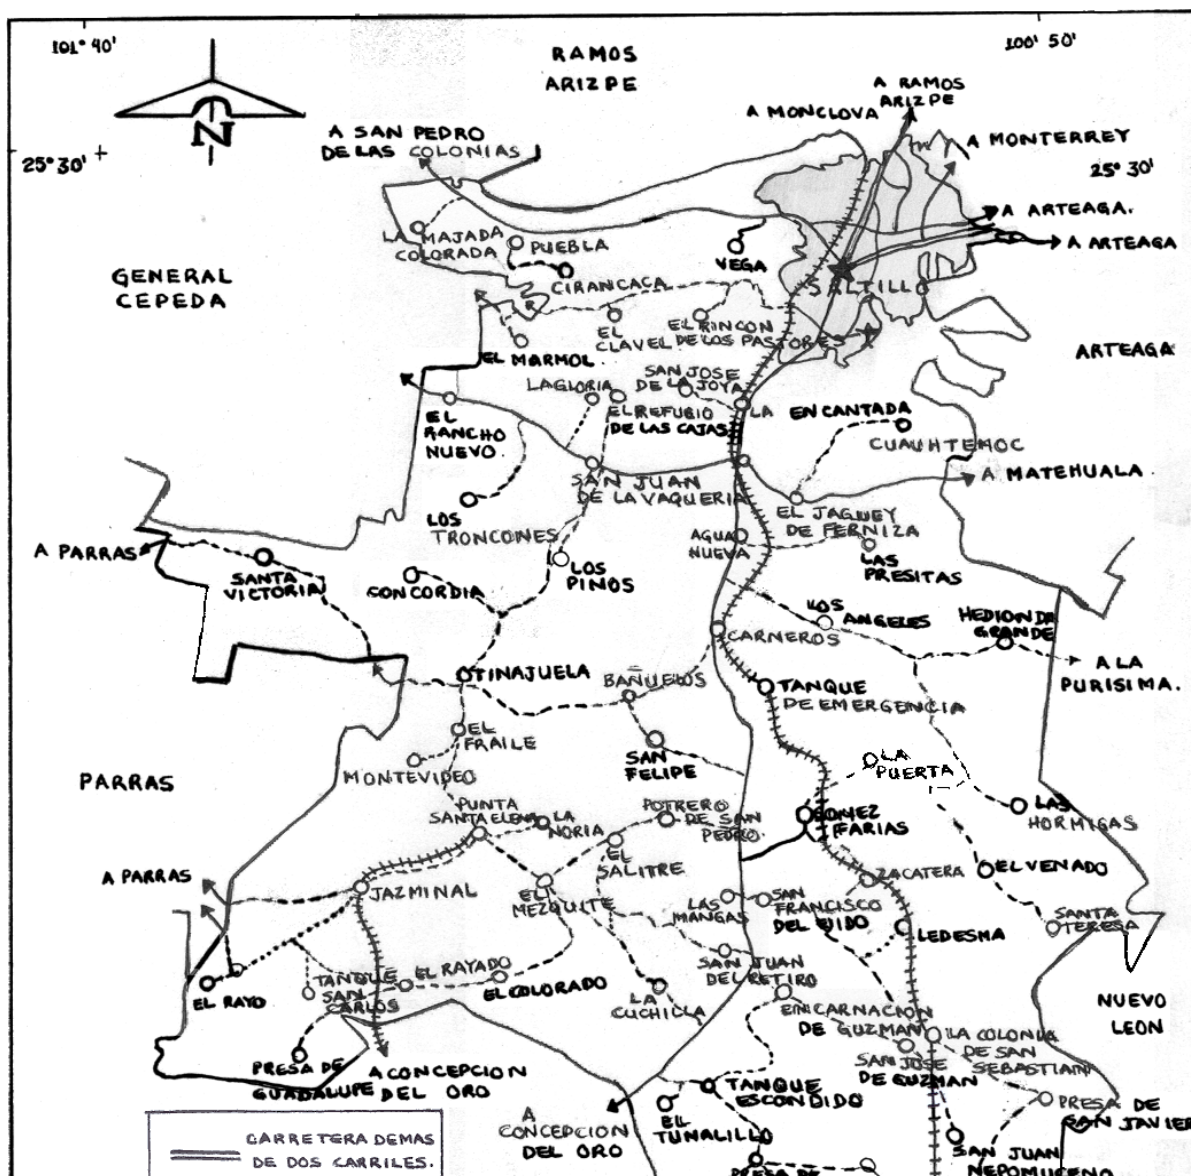 101° 40'
100° 50'
RAMOS
ARIZPE
A RAMOS
ARIZPE
A MONCLOVA
A MONTERREY
N
A SAN PEDRO
DE LAS COLONIAS
25° 30'
25° 30'
A ARTEAGA.
A ARTEAGA
LA MAJADA
COLORADA
PUEBLA
CIRANCACA
VEGA
SALTILLO
GENERAL
CEPEDA
EL
CLAVEL
EL RINCON
DE LOS PASTORES
EL MARMOL.
ARTEAGA
LA GLORIA
SAN JOSE
DE LA JOYA
EL REFUGIO
DE LAS CAJAS
LA ENCANTADA
CUAUHTEMOC
EL
RANCHO
NUEVO.
SAN JUAN
DE LA VAQUERIA
A MATEHUALA.
LOS
TRONCONES
EL JAGUEY
DE FERNIZA
AGUA
NUEVA
LAS
PRESITAS
A PARRAS
SANTA
VICTORIA
CONCORDIA
LOS
PINOS
LOS
ANGELES
HEDIONDA
GRANDE
CARNEROS
A LA
PURISIMA.
TINAJUELA
BAÑUELOS
TANQUE
DE EMERGENCIA
EL
FRAILE
SAN
FELIPE
MONTEVIDEO
LA
PUERTA
PARRAS
PUNTA
SANTA ELENA
LA
NORIA
POTRERO
DE SAN
PEDRO.
GOMEZ
FARIAS
LAS
HORMIGAS
EL
SALITRE
A PARRAS
JAZMINAL
EL
MEZQUITE
ZACATERA
EL VENADO
LAS
MANGAS
SAN
FRANCISCO
DEL EJIDO
LEDESMA
SANTA
TERESA
EL RAYO
TANQUE
SAN
CARLOS
EL RAYADO
EL COLORADO
SAN JUAN
DEL RETIRO
LA
CUCHILLA
ENCARNACION
DE GUZMAN
NUEVO
LEON
LA COLONIA
DE SAN
SEBASTIAN
SAN JOSE
DE GUZMAN
PRESA DE
GUADALUPE
A CONCEPCION
DEL ORO
TANQUE
ESCONDIDO
PRESA DE
SAN JAVIER
A
CONCEPCION
DEL ORO
EL
TUNALILLO
SAN JUAN
NEPOMUCENO
PRESA DE
CARRETERA DE MAS
DE DOS CARRILES.